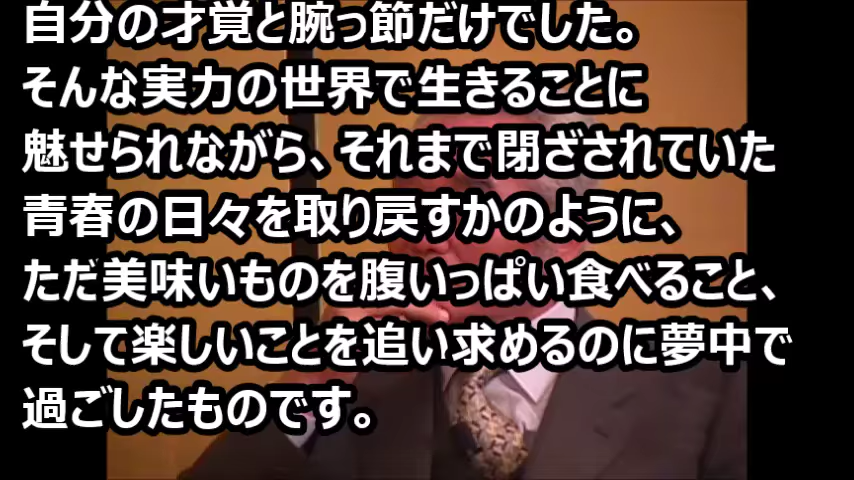 自分の才覚と腕っ節だけでした。
そんな実力の世界で生きることに
魅せられながら、それまで閉ざされていた
青春の日々を取り戻すかのように、
ただ美味いものを腹いっぱい食べること、
そして楽しいことを追い求めるのに夢中で
過ごしたものです。